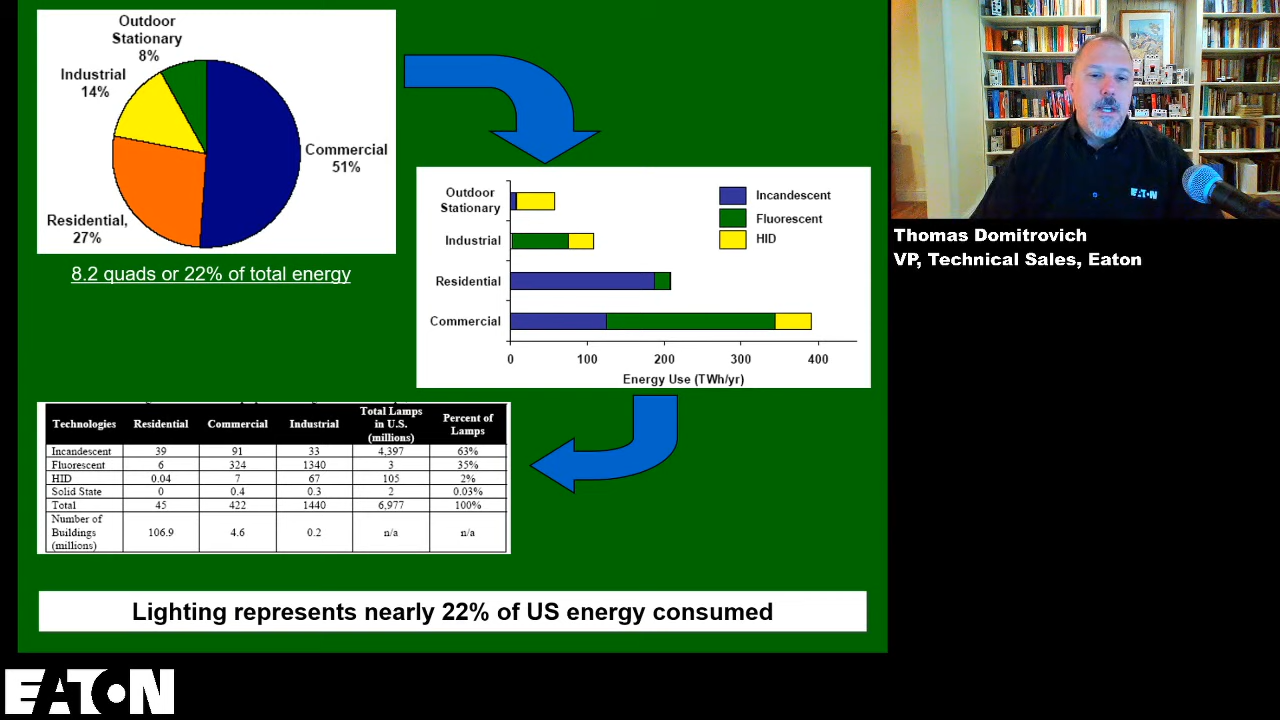 Outdoor
Stationary
8%
Industrial
14%
Commercial
51%
Residential,
27%
8.2 quads or 22% of total energy
Outdoor
Stationary
Industrial
Residential
Commercial
Incandescent
Fluorescent
HID
0 100 200 300 400
Energy Use (TWh/yr)
Technologies Residential Commercial Industrial Total Lamps in U.S. (millions) Percent of Lamps
Incandescent 39 91 33 4,397 63%
Fluorescent 6 324 1340 3 35%
HID 0.04 7 67 105 2%
Solid State 0 0.4 0.3 2 0.03%
Total 45 422 1440 6,977 100%
Number of Buildings (millions) 106.9 4.6 0.2 n/a n/a
Lighting represents nearly 22% of US energy consumed
EATON
Thomas Domitrovich
VP, Technical Sales, Eaton
EATON